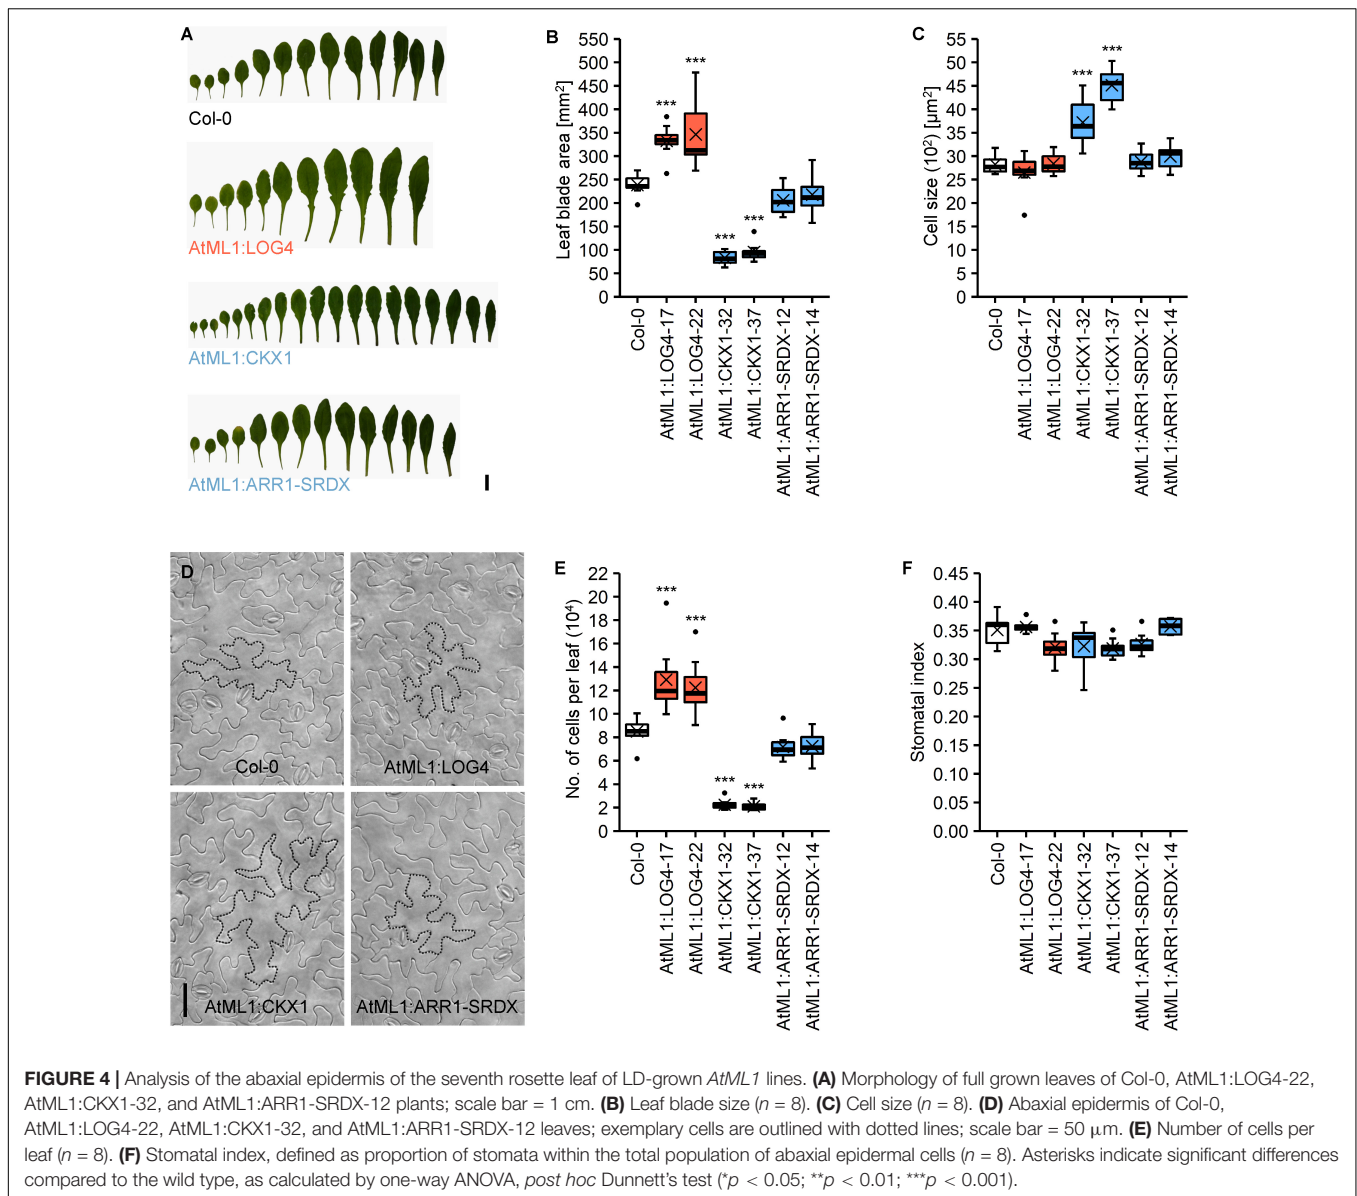 A
Col-0
AtML1:LOG4
AtML1:CKX1
AtML1:ARR1-SRDX
B
Leaf blade area [mm²]
550
500
450
400
350
300
250
200
150
100
50
0
***
***
***
***
Col-0
AtML1:LOG4-17
AtML1:LOG4-22
AtML1:CKX1-32
AtML1:CKX1-37
AtML1:ARR1-SRDX-12
AtML1:ARR1-SRDX-14
C
Cell size (10²) [µm²]
55
50
45
40
35
30
25
20
15
10
5
0
***
***
Col-0
AtML1:LOG4-17
AtML1:LOG4-22
AtML1:CKX1-32
AtML1:CKX1-37
AtML1:ARR1-SRDX-12
AtML1:ARR1-SRDX-14
D
Col-0
AtML1:LOG4
AtML1:CKX1
AtML1:ARR1-SRDX
E
No. of cells per leaf (10⁴)
22
20
18
16
14
12
10
8
6
4
2
0
***
***
***
***
Col-0
AtML1:LOG4-17
AtML1:LOG4-22
AtML1:CKX1-32
AtML1:CKX1-37
AtML1:ARR1-SRDX-12
AtML1:ARR1-SRDX-14
F
Stomatal index
0.45
0.40
0.35
0.30
0.25
0.20
0.15
0.10
0.05
0.00
Col-0
AtML1:LOG4-17
AtML1:LOG4-22
AtML1:CKX1-32
AtML1:CKX1-37
AtML1:ARR1-SRDX-12
AtML1:ARR1-SRDX-14
FIGURE 4 | Analysis of the abaxial epidermis of the seventh rosette leaf of LD-grown AtML1 lines. (A) Morphology of full grown leaves of Col-0, AtML1:LOG4-22,
AtML1:CKX1-32, and AtML1:ARR1-SRDX-12 plants; scale bar = 1 cm. (B) Leaf blade size (n = 8). (C) Cell size (n = 8). (D) Abaxial epidermis of Col-0,
AtML1:LOG4-22, AtML1:CKX1-32, and AtML1:ARR1-SRDX-12 leaves; exemplary cells are outlined with dotted lines; scale bar = 50 µm. (E) Number of cells per
leaf (n = 8). (F) Stomatal index, defined as proportion of stomata within the total population of abaxial epidermal cells (n = 8). Asterisks indicate significant differences
compared to the wild type, as calculated by one-way ANOVA, post hoc Dunnett's test (*p < 0.05; **p < 0.01; ***p < 0.001).